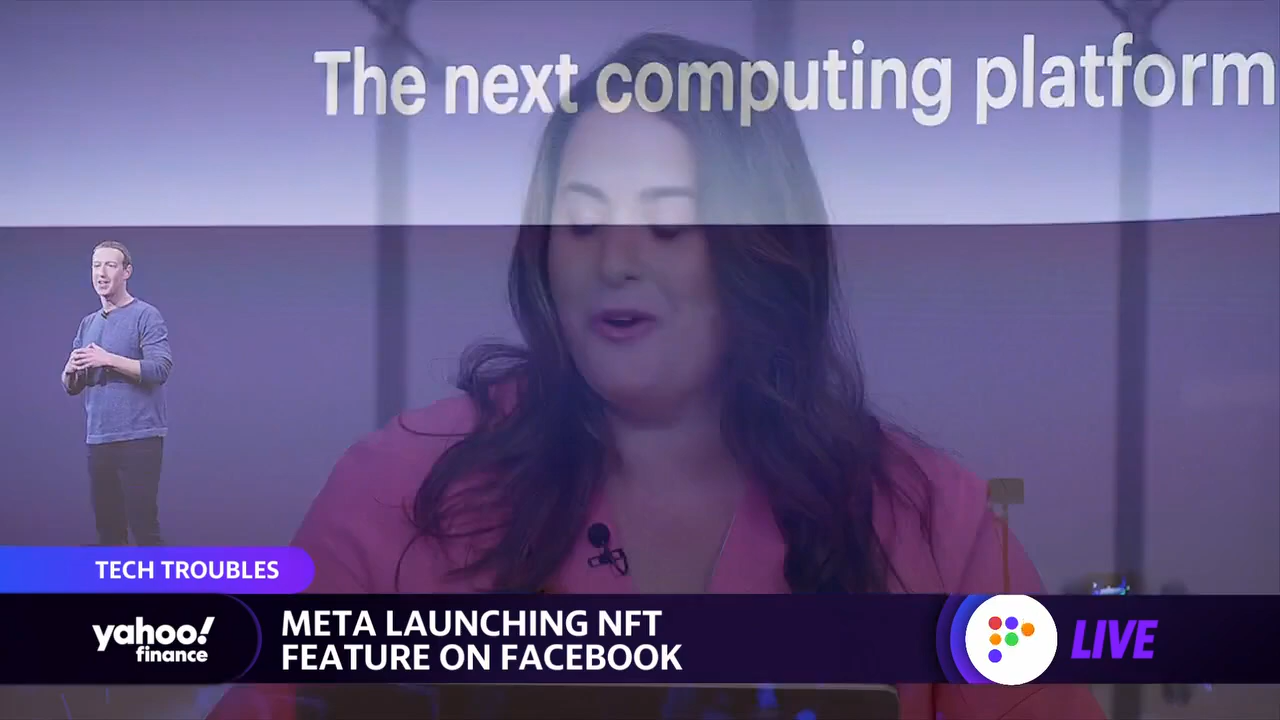 The next computing platform
TECH TROUBLES
yahoo!
finance
META LAUNCHING NFT
FEATURE ON FACEBOOK
LIVE